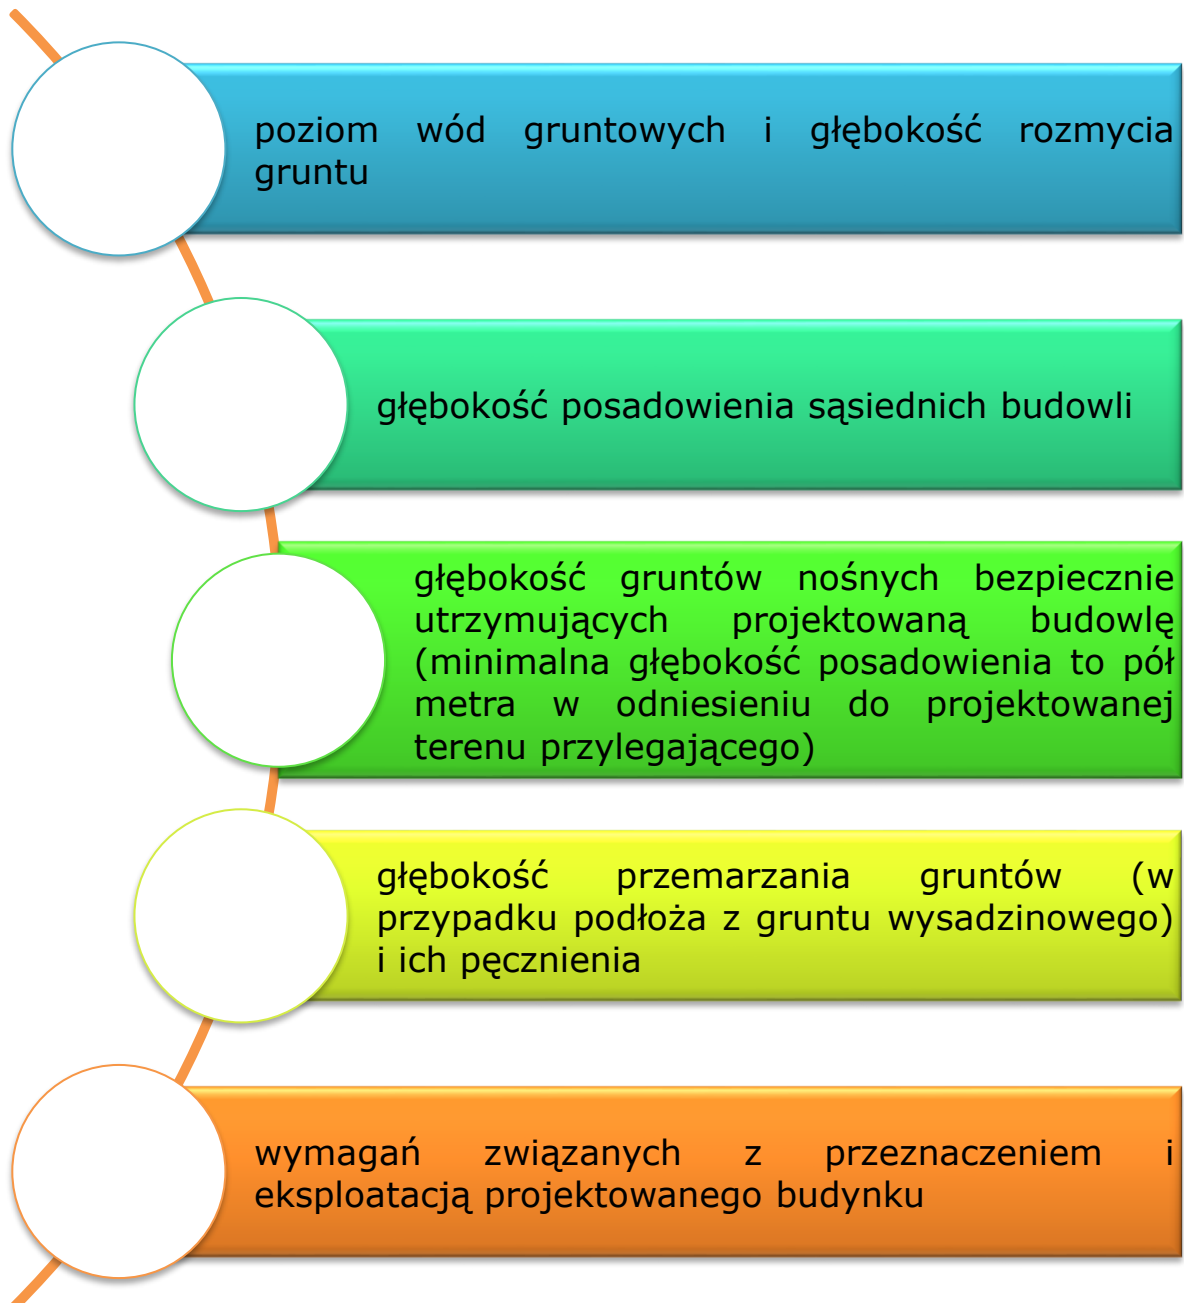 poziom wód gruntowych i głębokość rozmycia
gruntu
głębokość posadowienia sąsiednich budowli
głębokość gruntów nośnych bezpiecznie
utrzymujących projektowaną budowlę
(minimalna głębokość posadowienia to pół
metra w odniesieniu do projektowanej
terenu przylegającego)
głębokość przemarzania gruntów (w
przypadku podłoża z gruntu wysadzinowego)
i ich pęcznienia
wymagań związanych z przeznaczeniem i
eksploatacją projektowanego budynku